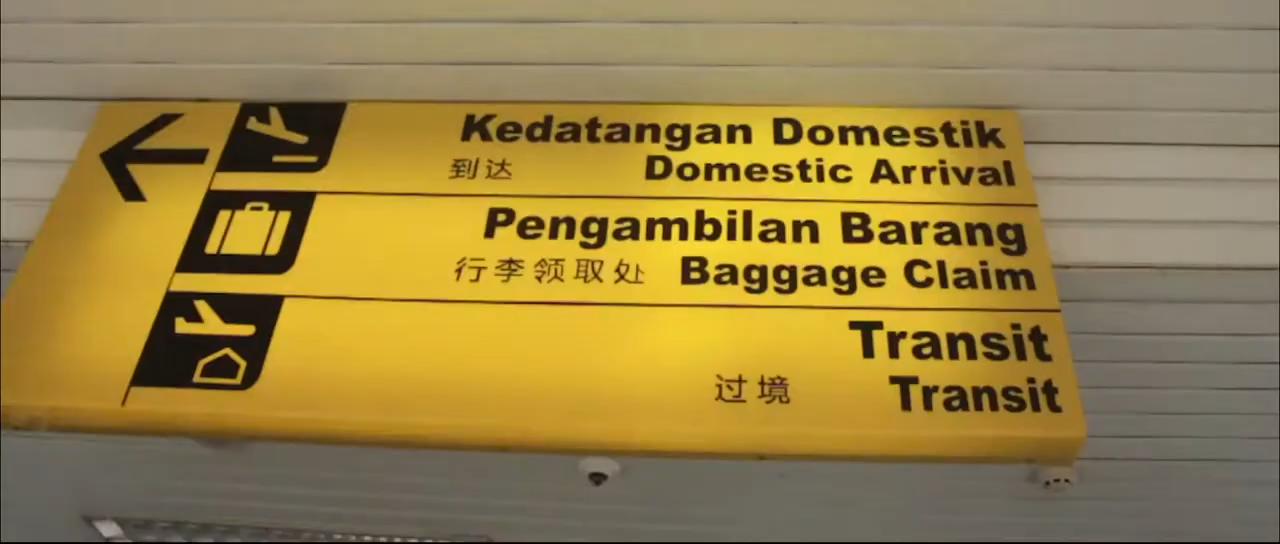 Kedatangan Domestik
到达 Domestic Arrival
Pengambilan Barang
行李领取处 Baggage Claim
Transit
过境 Transit